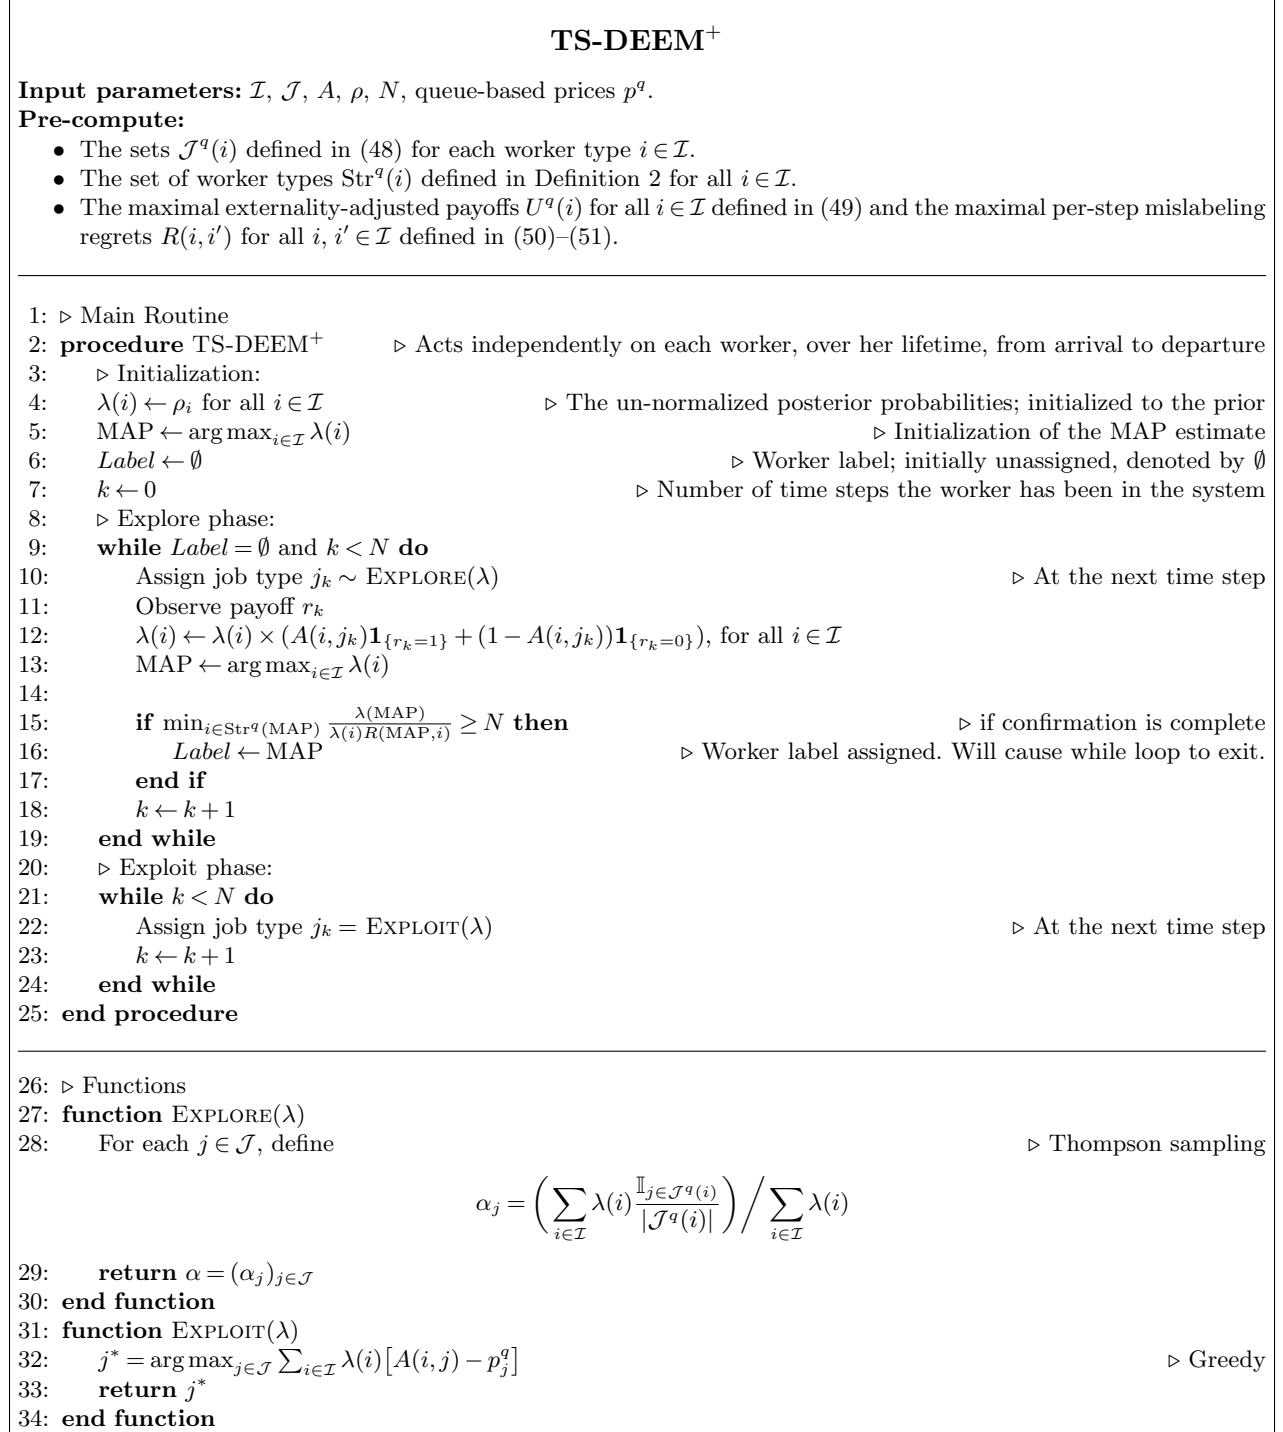 TS-DEEM⁺
Input parameters: ℐ, 𝒥, A, ρ, N, queue-based prices p^q.
Pre-compute:
• The sets 𝒥^q(i) defined in (48) for each worker type i ∈ ℐ.
• The set of worker types Str^q(i) defined in Definition 2 for all i ∈ ℐ.
• The maximal externality-adjusted payoffs U^q(i) for all i ∈ ℐ defined in (49) and the maximal per-step mislabeling
regrets R(i, i′) for all i, i′ ∈ ℐ defined in (50)–(51).
1: ▷ Main Routine
2: procedure TS-DEEM⁺ ▷ Acts independently on each worker, over her lifetime, from arrival to departure
3: ▷ Initialization:
4: λ(i) ← ρ_i for all i ∈ ℐ ▷ The un-normalized posterior probabilities; initialized to the prior
5: MAP ← arg max_{i∈ℐ} λ(i) ▷ Initialization of the MAP estimate
6: Label ← ∅ ▷ Worker label; initially unassigned, denoted by ∅
7: k ← 0 ▷ Number of time steps the worker has been in the system
8: ▷ Explore phase:
9: while Label = ∅ and k < N do
10: Assign job type j_k ∼ EXPLORE(λ) ▷ At the next time step
11: Observe payoff r_k
12: λ(i) ← λ(i) × (A(i, j_k)1_{{r_k=1}} + (1 − A(i, j_k))1_{{r_k=0}}), for all i ∈ ℐ
13: MAP ← arg max_{i∈ℐ} λ(i)
14:
15: if min_{i∈Str^q(MAP)} λ(MAP)/(λ(i)R(MAP,i)) ≥ N then ▷ if confirmation is complete
16: Label ← MAP ▷ Worker label assigned. Will cause while loop to exit.
17: end if
18: k ← k + 1
19: end while
20: ▷ Exploit phase:
21: while k < N do
22: Assign job type j_k = EXPLOIT(λ) ▷ At the next time step
23: k ← k + 1
24: end while
25: end procedure
26: ▷ Functions
27: function EXPLORE(λ)
28: For each j ∈ 𝒥, define ▷ Thompson sampling
α_j = (∑_{i∈ℐ} λ(i) 𝕀_{j∈𝒥^q(i)}/|𝒥^q(i)|) / ∑_{i∈ℐ} λ(i)
29: return α = (α_j)_{j∈𝒥}
30: end function
31: function EXPLOIT(λ)
32: j* = arg max_{j∈𝒥} ∑_{i∈ℐ} λ(i)[A(i, j) − p_j^q] ▷ Greedy
33: return j*
34: end function